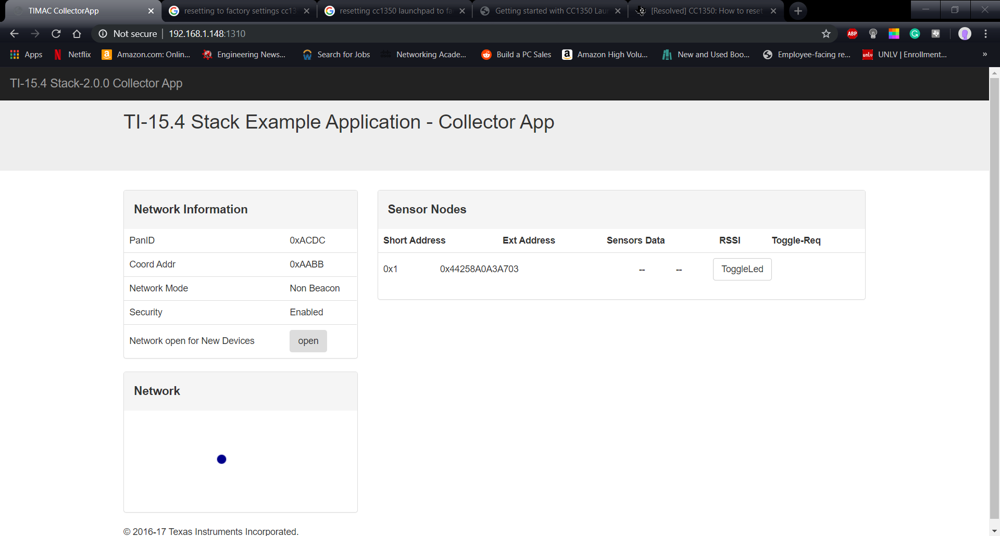 TIMAC CollectorApp
resetting to factory settings cc13
resetting cc1350 launchpad to fa
Getting started with CC1350 Laun
[Resolved] CC1350: How to reset
Not secure
192.168.1.148:1310
ABP
Apps
Netflix
Amazon.com: Onlin...
Engineering News...
Search for Jobs
Networking Acade...
Build a PC Sales
Amazon High Volu...
New and Used Boo...
Employee-facing re...
UNLV | Enrollment...
»
TI-15.4 Stack-2.0.0 Collector App
TI-15.4 Stack Example Application - Collector App
Network Information
PanID 0xACDC
Coord Addr 0xAABB
Network Mode Non Beacon
Security Enabled
Network open for New Devices open
Sensor Nodes
Short Address Ext Address Sensors Data RSSI Toggle-Req
0x1 0x44258A0A3A703 -- -- ToggleLed
Network
© 2016-17 Texas Instruments Incorporated.